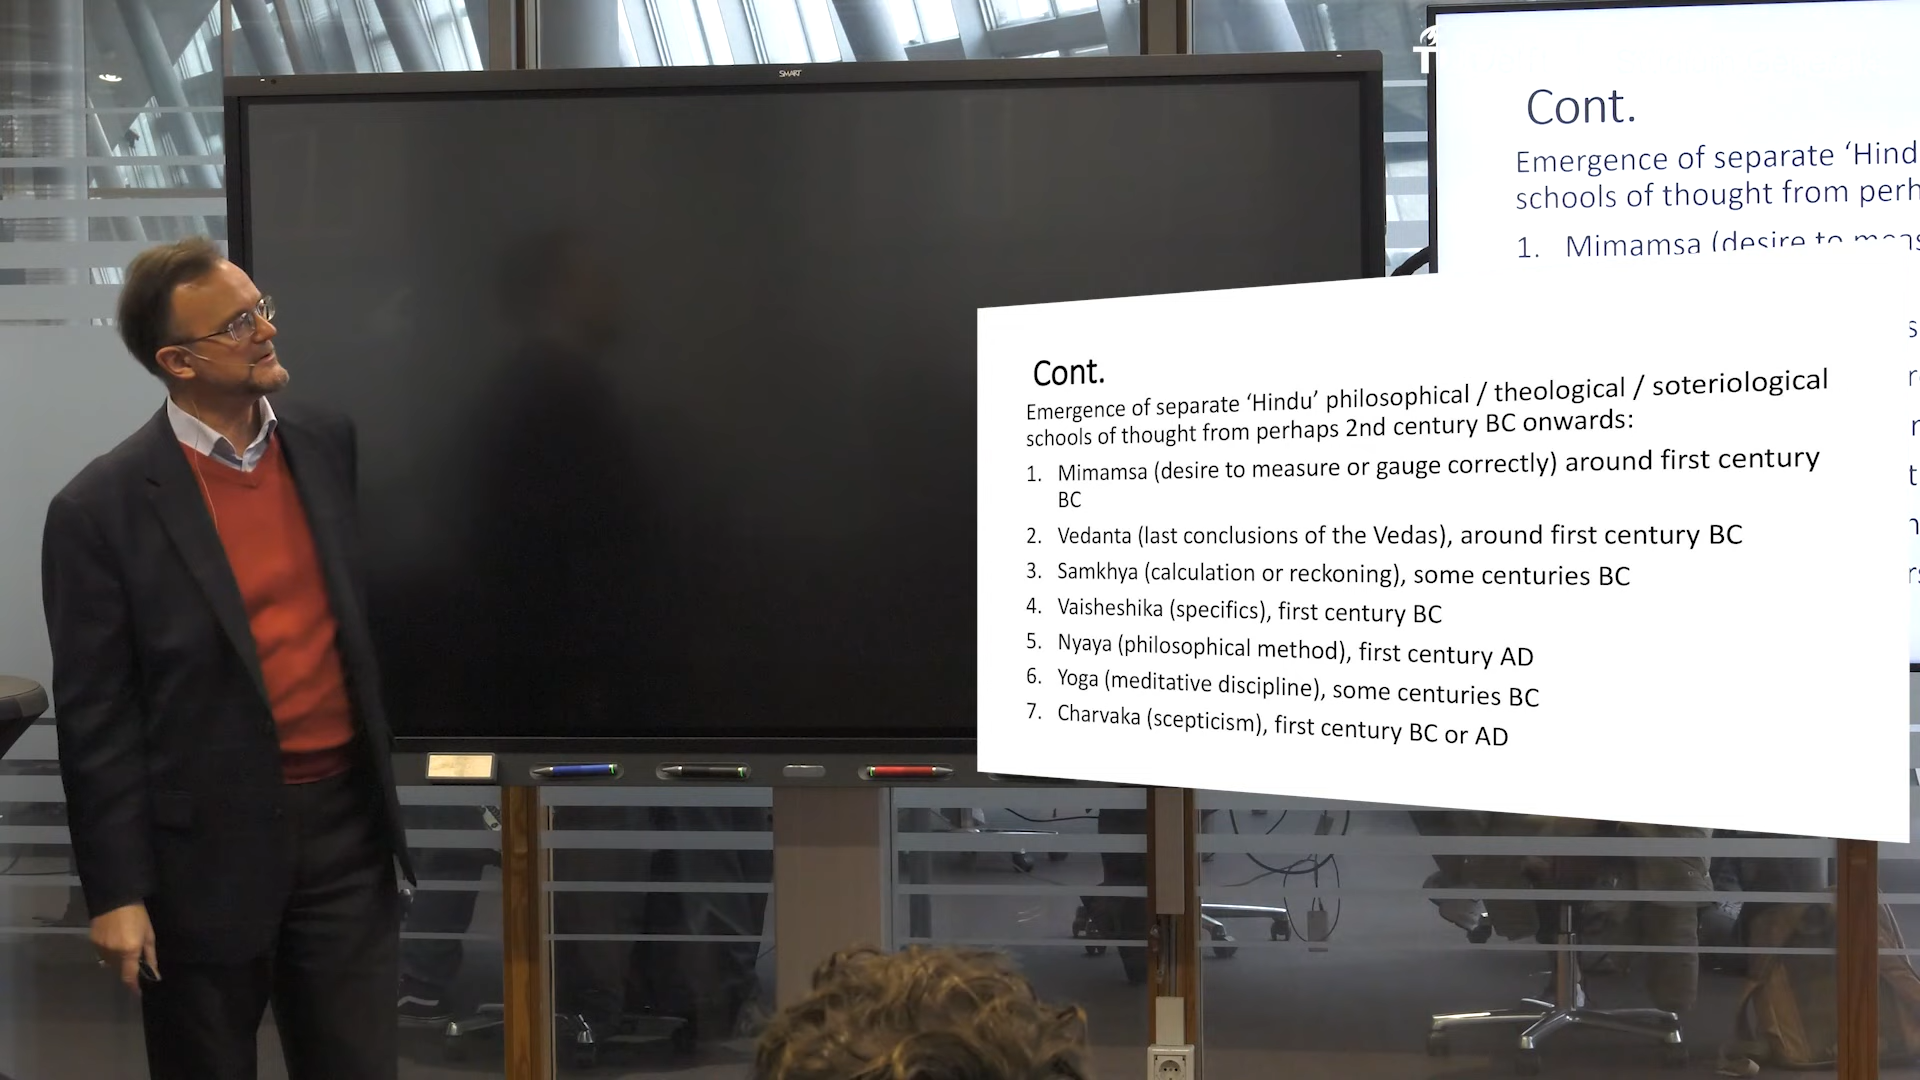 SMART
Cont.
Emergence of separate ‘Hind
schools of thought from perh
1. Mimamsa (desire to meas
Cont.
Emergence of separate ‘Hindu’ philosophical / theological / soteriological
schools of thought from perhaps 2nd century BC onwards:
1. Mimamsa (desire to measure or gauge correctly) around first century
BC
2. Vedanta (last conclusions of the Vedas), around first century BC
3. Samkhya (calculation or reckoning), some centuries BC
4. Vaisheshika (specifics), first century BC
5. Nyaya (philosophical method), first century AD
6. Yoga (meditative discipline), some centuries BC
7. Charvaka (scepticism), first century BC or AD